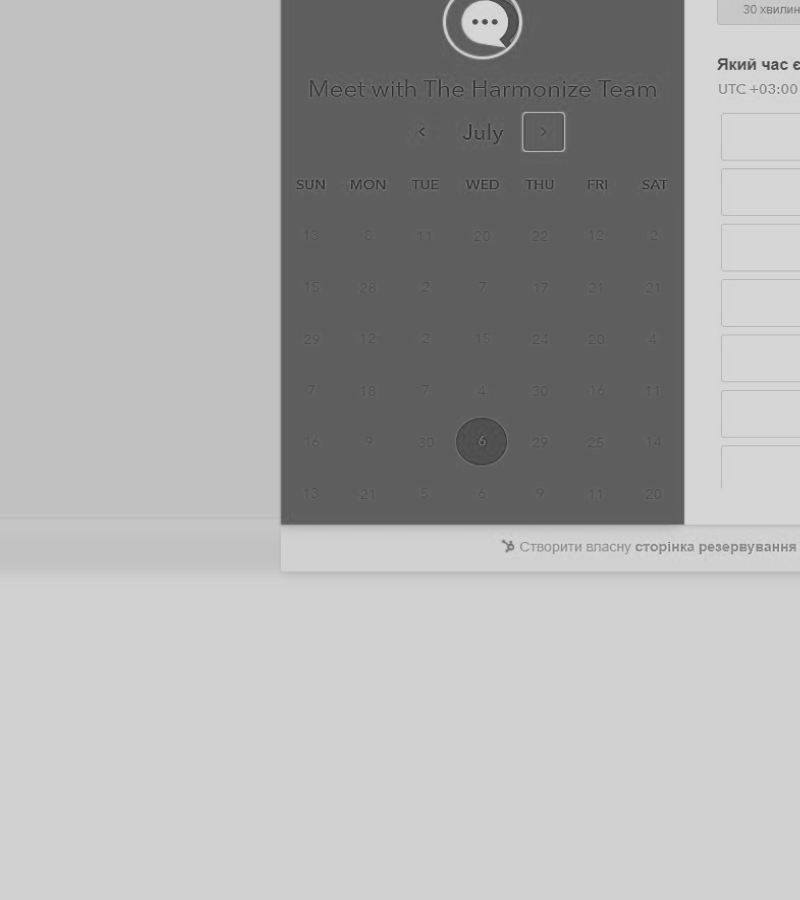 30 хвилин
Meet with The Harmonize Team
July
SUN MON TUE WED THU FRI SAT
13 8 11 20 22 12 2
15 28 2 7 17 21 21
29 12 2 15 24 20 4
7 18 7 4 30 16 11
16 9 30 6 29 25 14
13 21 5 6 9 11 20
Який час є
UTC +03:00
Створити власну сторінка резервування